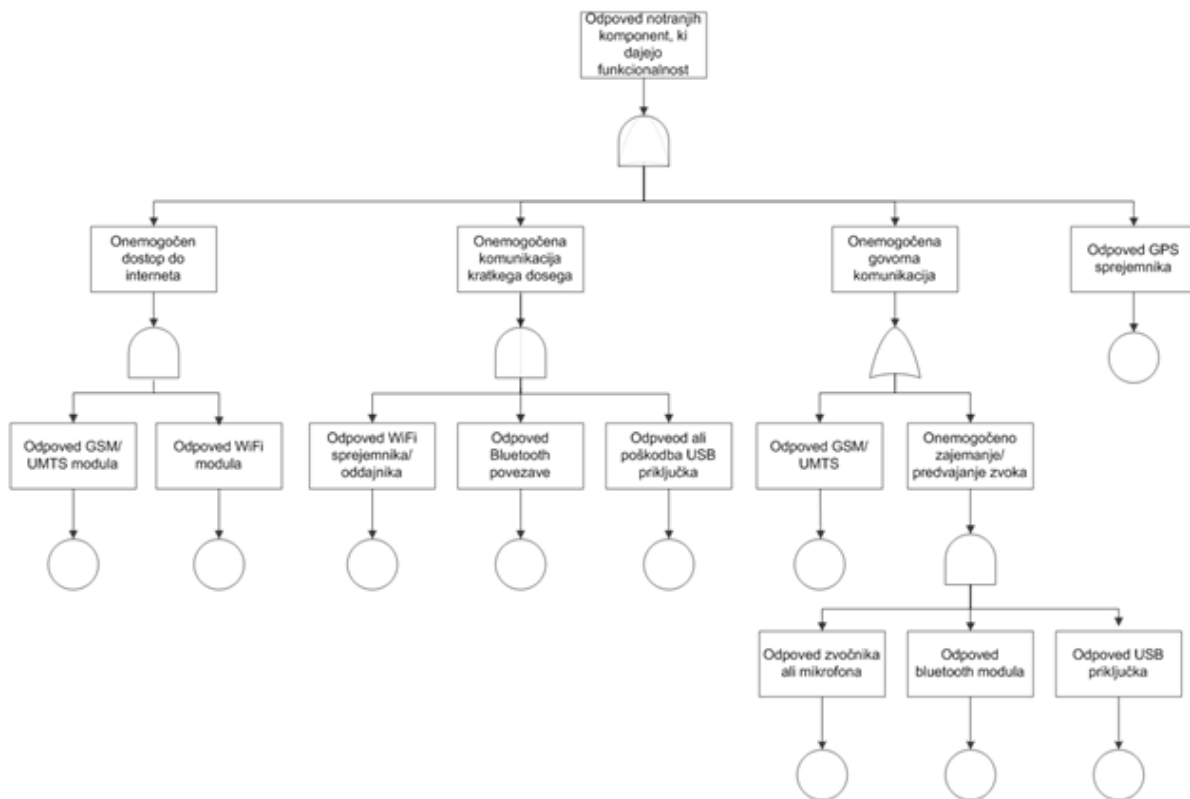 Odpoved notranjih
komponent, ki
dajejo
funkcionalnost
Onemogočen
dostop do
interneta
Onemogočena
komunikacija
kratkega dosega
Onemogočena
govorna
komunikacija
Odpoved GPS
sprejemnika
Odpoved GSM/
UMTS modula
Odpoved WiFi
modula
Odpoved WiFi
sprejemnika/
oddajnika
Odpoved
Bluetooth
povezave
Odpveod ali
poškodba USB
priključka
Odpoved GSM/
UMTS
Onemogočeno
zajemanje/
predvajanje zvoka
Odpoved zvočnika
ali mikrofona
Odpoved
bluetooth modula
Odpoved USB
priključka